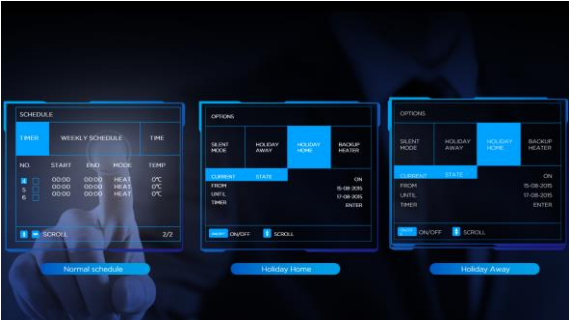 SCHEDULE
TIMER WEEKLY SCHEDULE TIME
NO. START END MODE TEMP
4 00:00 00:00 HEAT 0℃
5 00:00 00:00 HEAT 0℃
6 00:00 00:00 HEAT 0℃
SCROLL 2/2
Normal schedule
OPTIONS
SILENT MODE HOLIDAY AWAY HOLIDAY HOME BACKUP HEATER
CURRENT STATE ON
FROM 15-08-2015
UNTIL 17-08-2015
TIMER ENTER
ON/OFF ON/OFF SCROLL
Holiday Home
OPTIONS
SILENT MODE HOLIDAY AWAY HOLIDAY HOME BACKUP HEATER
CURRENT STATE ON
FROM 15-08-2015
UNTIL 17-08-2015
TIMER ENTER
ON/OFF SCROLL
Holiday Away